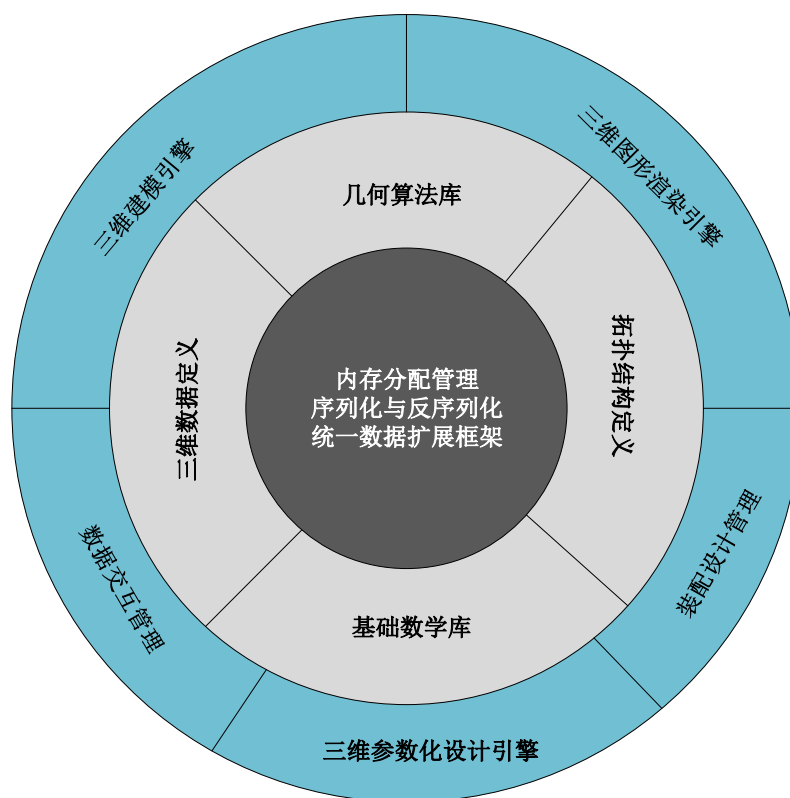 三维建模引擎
三维图形渲染引擎
几何算法库
三维数据定义
拓扑结构定义
内存分配管理
序列化与反序列化
统一数据扩展框架
数据交互管理
装配设计管理
基础数学库
三维参数化设计引擎